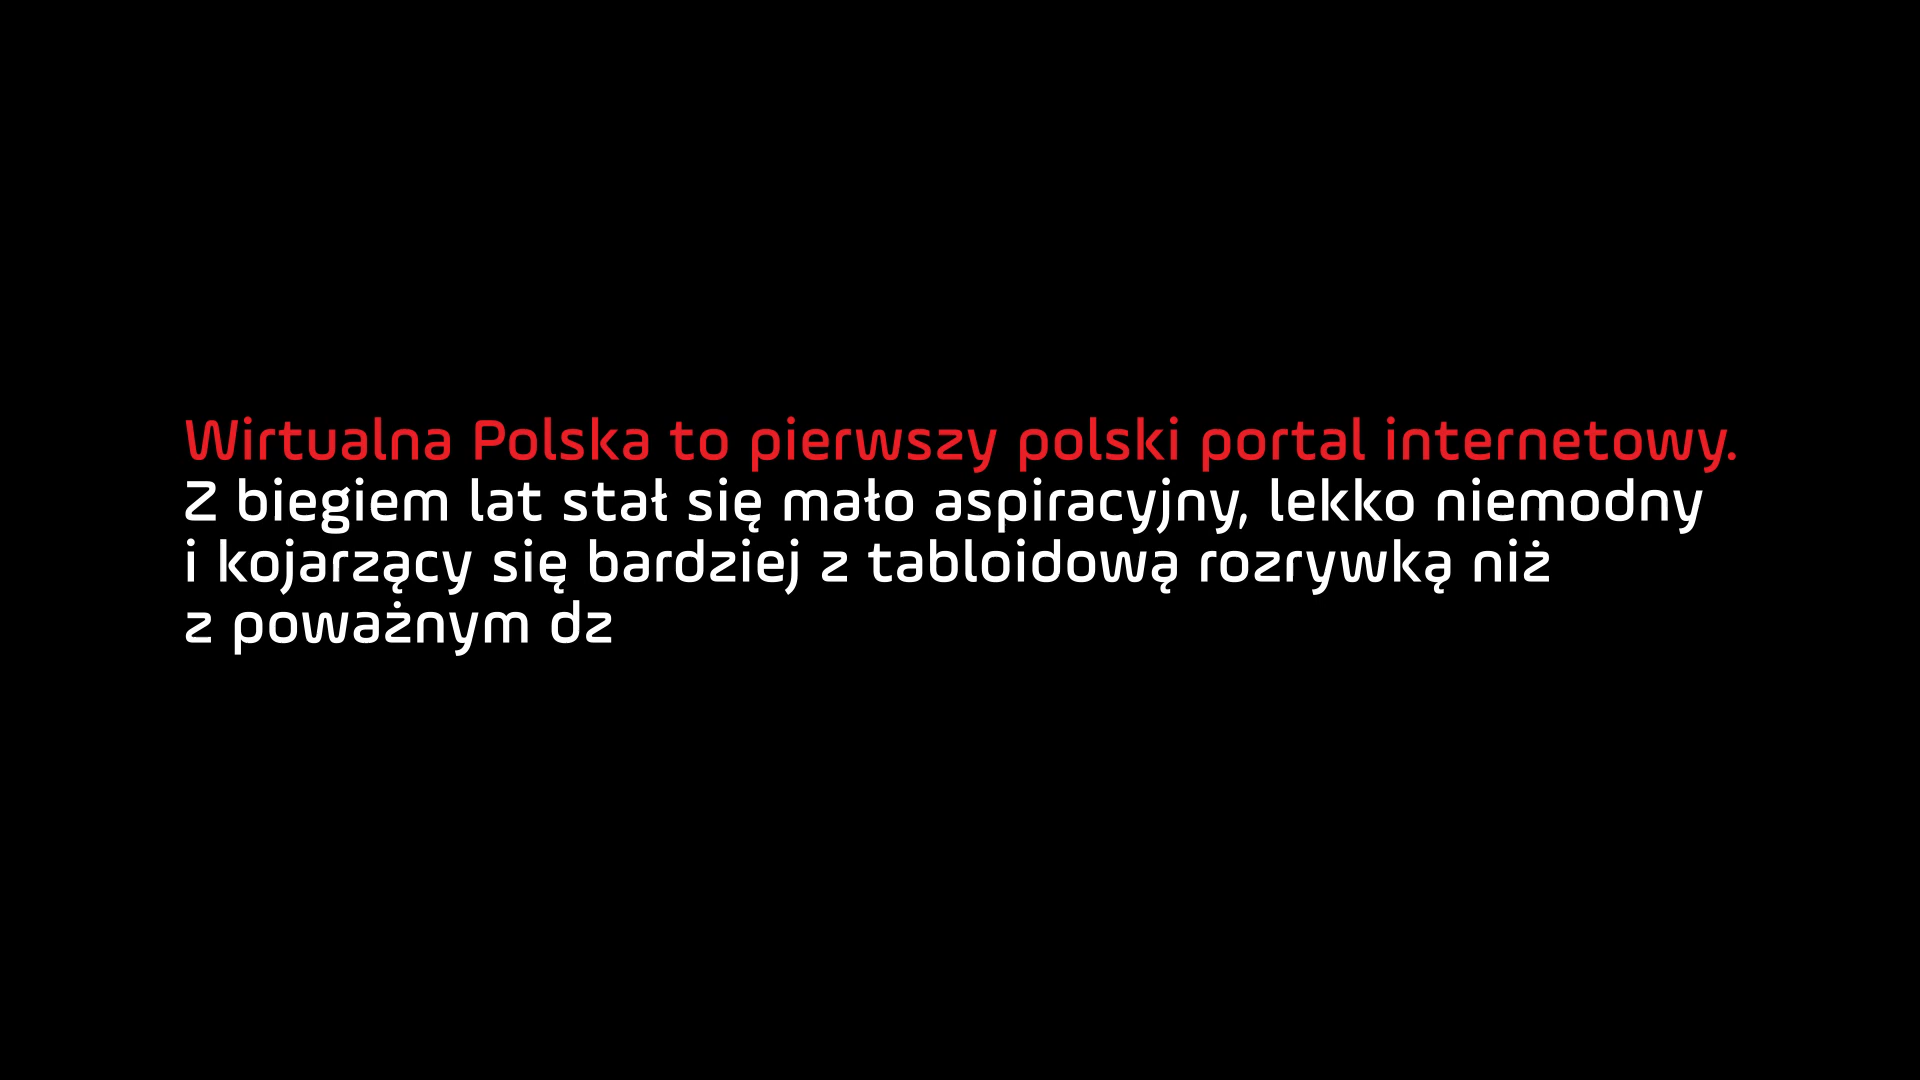 Wirtualna Polska to pierwszy polski portal internetowy.
Z biegiem lat stał się mało aspiracyjny, lekko niemodny
i kojarzący się bardziej z tabloidową rozrywką niż
z poważnym dz